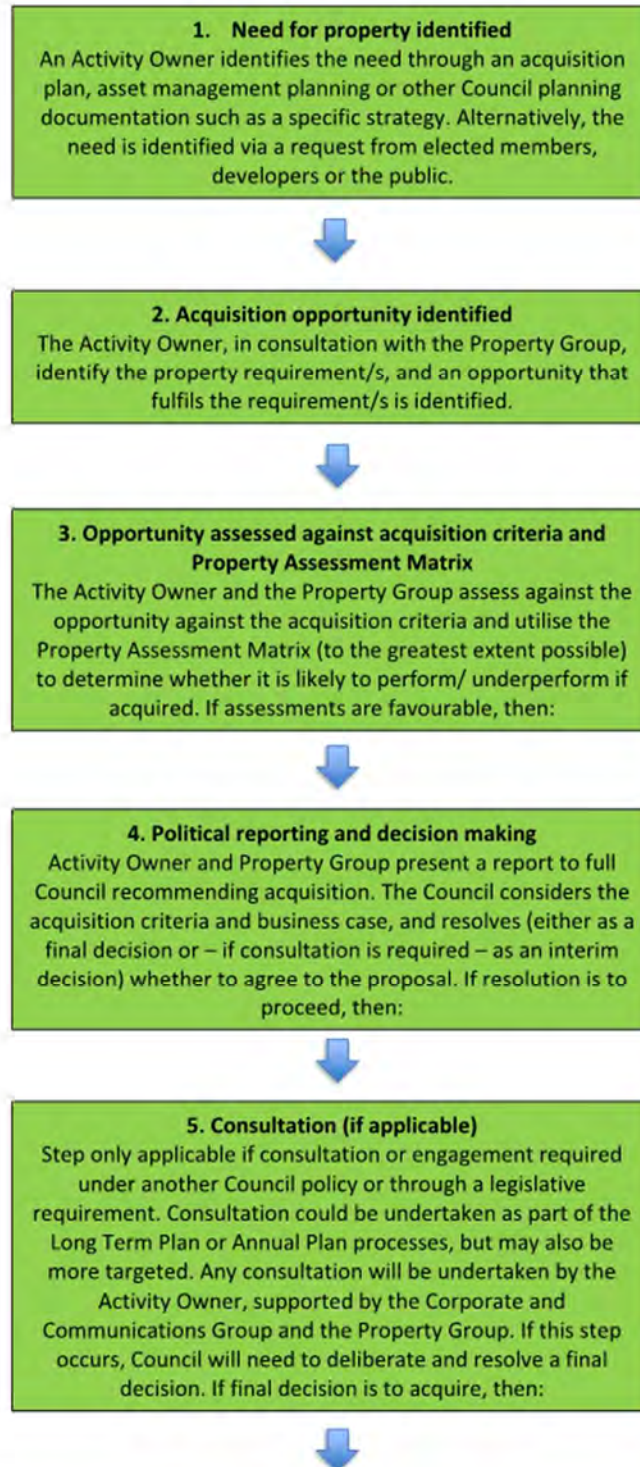 1. Need for property identified
An Activity Owner identifies the need through an acquisition
plan, asset management planning or other Council planning
documentation such as a specific strategy. Alternatively, the
need is identified via a request from elected members,
developers or the public.
2. Acquisition opportunity identified
The Activity Owner, in consultation with the Property Group,
identify the property requirement/s, and an opportunity that
fulfils the requirement/s is identified.
3. Opportunity assessed against acquisition criteria and
Property Assessment Matrix
The Activity Owner and the Property Group assess against the
opportunity against the acquisition criteria and utilise the
Property Assessment Matrix (to the greatest extent possible)
to determine whether it is likely to perform/ underperform if
acquired. If assessments are favourable, then:
4. Political reporting and decision making
Activity Owner and Property Group present a report to full
Council recommending acquisition. The Council considers the
acquisition criteria and business case, and resolves (either as a
final decision or – if consultation is required – as an interim
decision) whether to agree to the proposal. If resolution is to
proceed, then:
5. Consultation (if applicable)
Step only applicable if consultation or engagement required
under another Council policy or through a legislative
requirement. Consultation could be undertaken as part of the
Long Term Plan or Annual Plan processes, but may also be
more targeted. Any consultation will be undertaken by the
Activity Owner, supported by the Corporate and
Communications Group and the Property Group. If this step
occurs, Council will need to deliberate and resolve a final
decision. If final decision is to acquire, then: